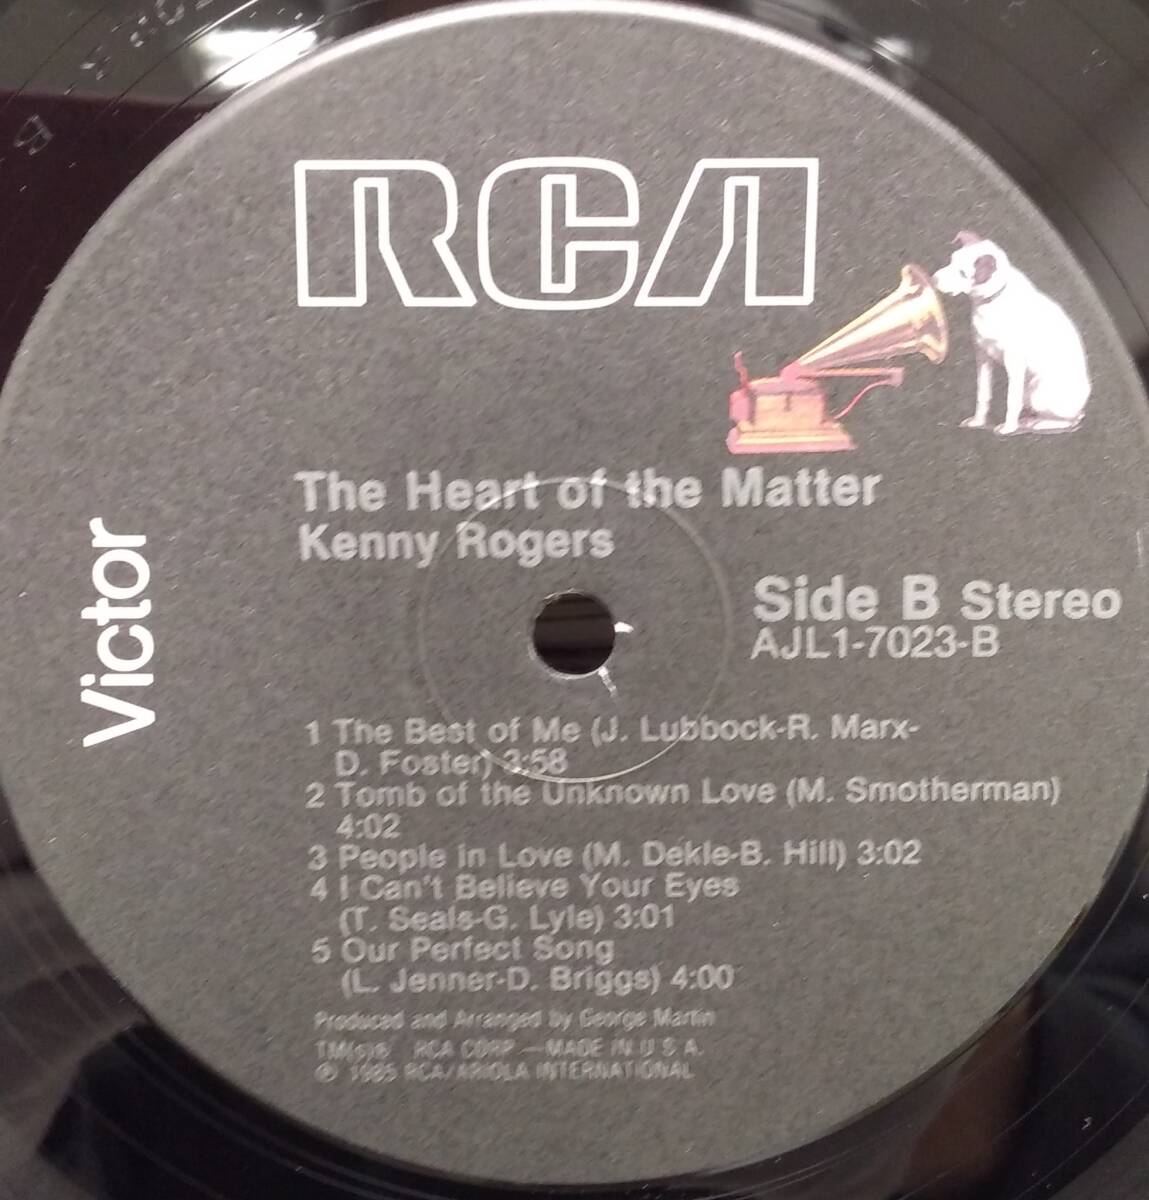 RCA
Victor
The Heart of the Matter
Kenny Rogers
Side B Stereo
AJL1-7023-B
1 The Best of Me (J. Lubbock-R. Marx-
D. Foster) 3:58
2 Tomb of the Unknown Love (M. Smotherman)
4:02
3 People in Love (M. Dekle-B. Hill) 3:02
4 I Can't Believe Your Eyes
(T. Seals-G. Lyle) 3:01
5 Our Perfect Song
(L. Jenner-D. Briggs) 4:00
Produced and Arranged by George Martin
TM(s)® RCA CORP — MADE IN U S A.
℗ 1985 RCA/ARIOLA INTERNATIONAL